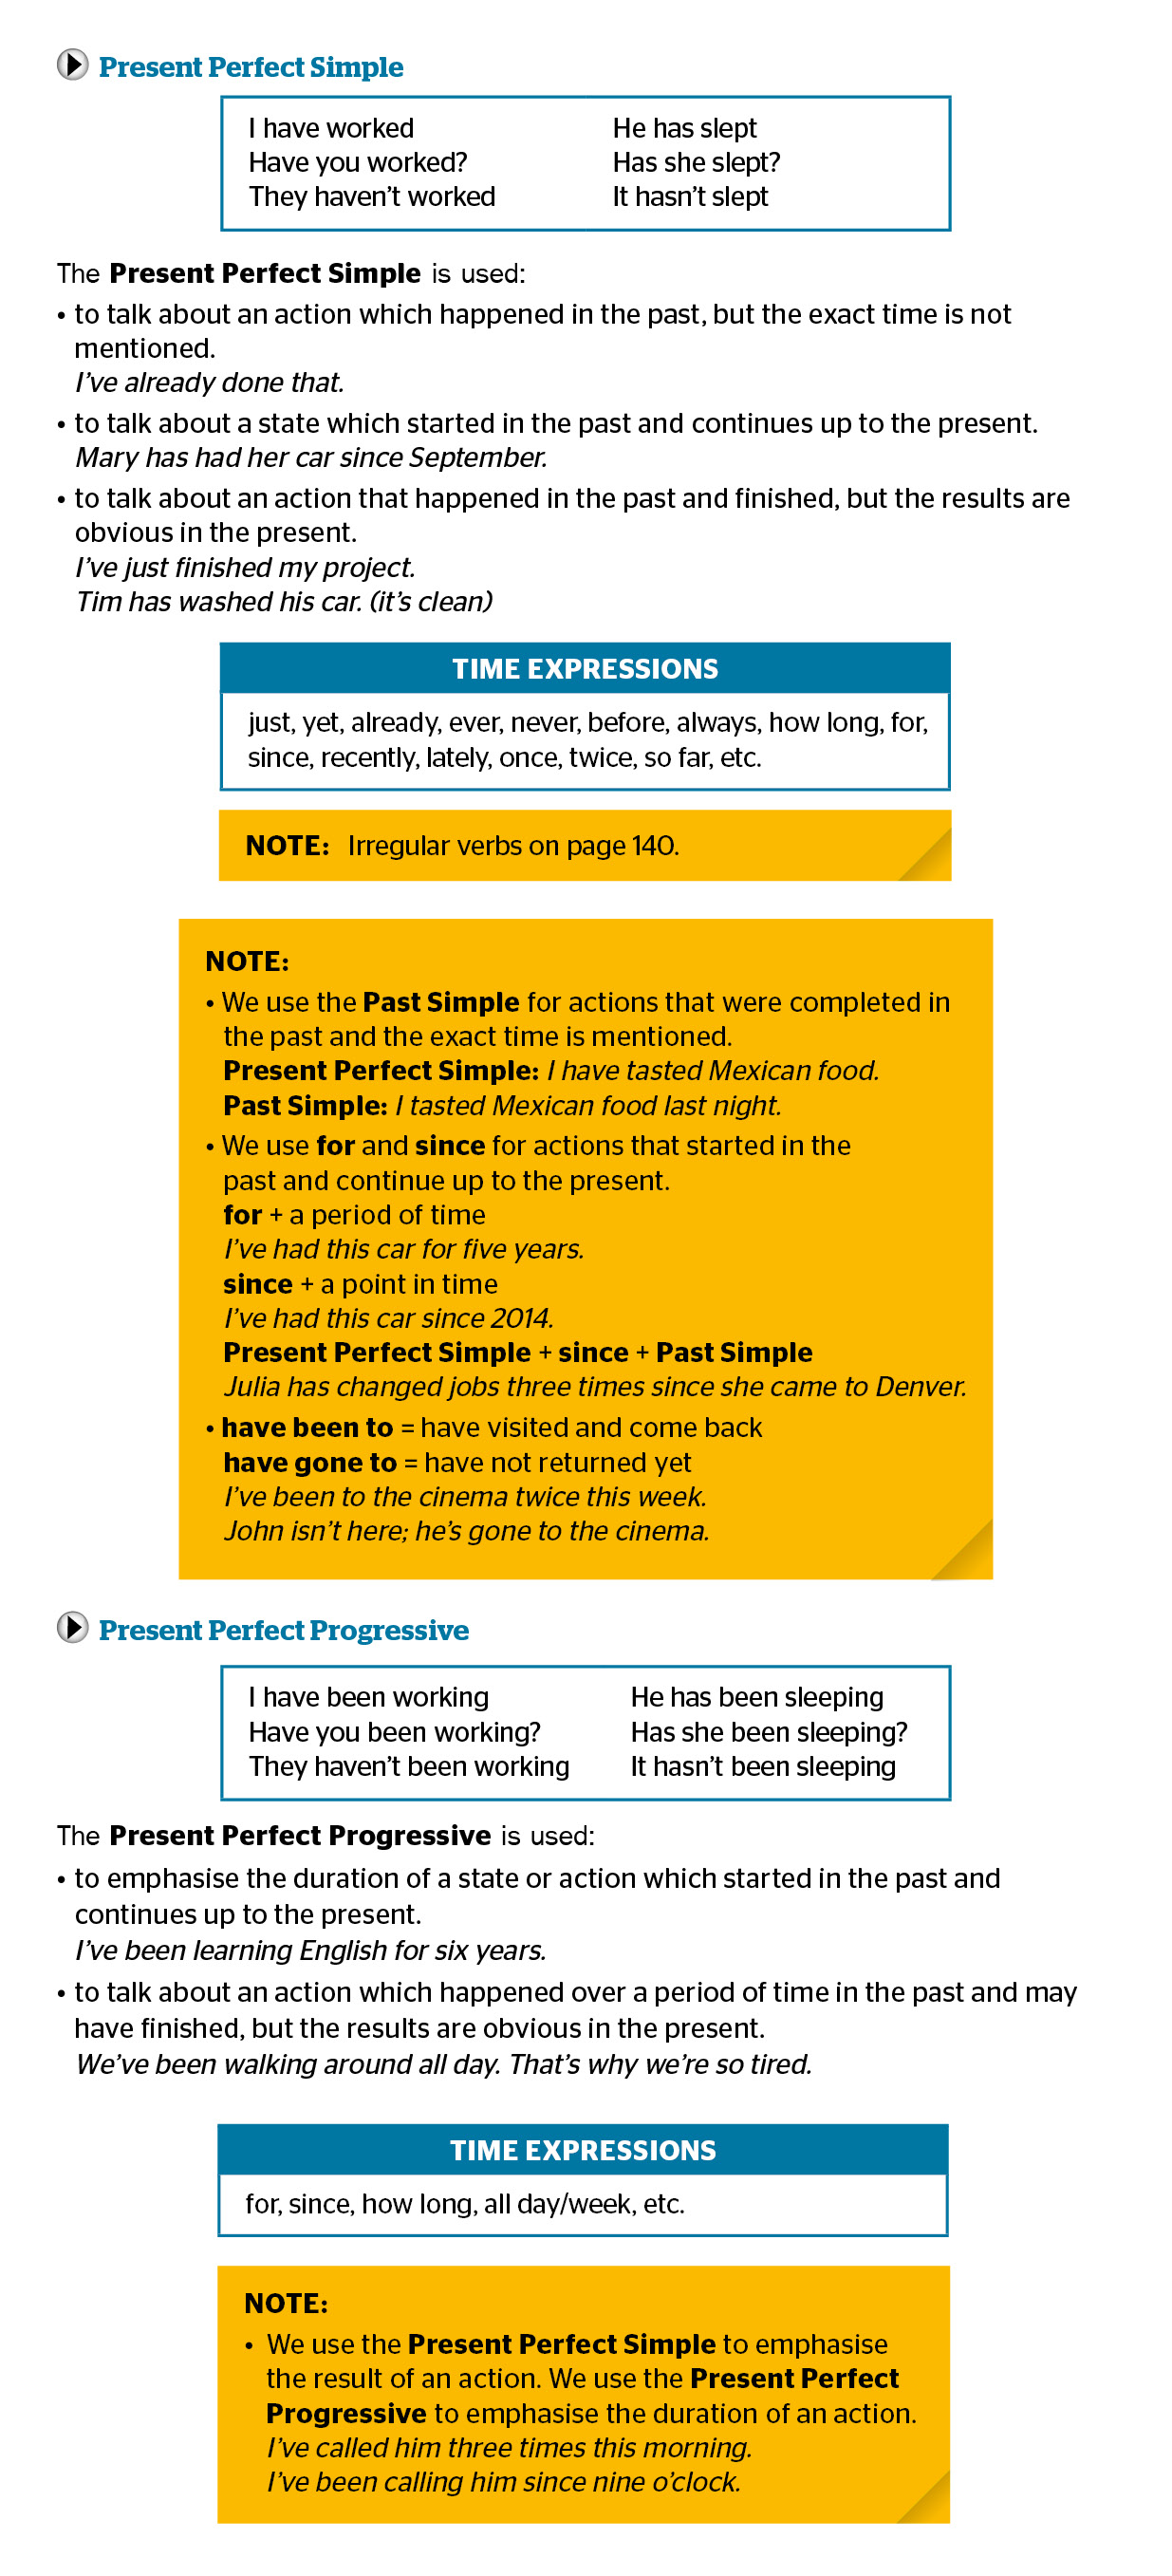 Present Perfect Simple
I have worked He has slept
Have you worked? Has she slept?
They haven’t worked It hasn’t slept
The Present Perfect Simple is used:
• to talk about an action which happened in the past, but the exact time is not
mentioned.
I’ve already done that.
• to talk about a state which started in the past and continues up to the present.
Mary has had her car since September.
• to talk about an action that happened in the past and finished, but the results are
obvious in the present.
I’ve just finished my project.
Tim has washed his car. (it’s clean)
TIME EXPRESSIONS
just, yet, already, ever, never, before, always, how long, for,
since, recently, lately, once, twice, so far, etc.
NOTE: Irregular verbs on page 140.
NOTE:
• We use the Past Simple for actions that were completed in
the past and the exact time is mentioned.
Present Perfect Simple: I have tasted Mexican food.
Past Simple: I tasted Mexican food last night.
• We use for and since for actions that started in the
past and continue up to the present.
for + a period of time
I’ve had this car for five years.
since + a point in time
I’ve had this car since 2014.
Present Perfect Simple + since + Past Simple
Julia has changed jobs three times since she came to Denver.
• have been to = have visited and come back
have gone to = have not returned yet
I’ve been to the cinema twice this week.
John isn’t here; he’s gone to the cinema.
Present Perfect Progressive
I have been working He has been sleeping
Have you been working? Has she been sleeping?
They haven’t been working It hasn’t been sleeping
The Present Perfect Progressive is used:
• to emphasise the duration of a state or action which started in the past and
continues up to the present.
I’ve been learning English for six years.
• to talk about an action which happened over a period of time in the past and may
have finished, but the results are obvious in the present.
We’ve been walking around all day. That’s why we’re so tired.
TIME EXPRESSIONS
for, since, how long, all day/week, etc.
NOTE:
• We use the Present Perfect Simple to emphasise
the result of an action. We use the Present Perfect
Progressive to emphasise the duration of an action.
I’ve called him three times this morning.
I’ve been calling him since nine o’clock.